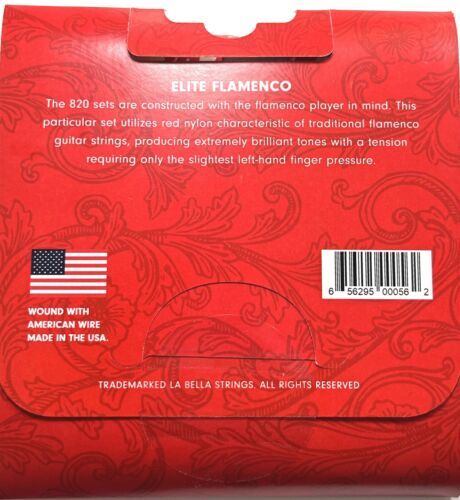 ELITE FLAMENCO
The 820 sets are constructed with the flamenco player in mind. This
particular set utilizes red nylon characteristic of traditional flamenco
guitar strings, producing extremely brilliant tones with a tension
requiring only the slightest left-hand finger pressure.
6 56295 00056 2
WOUND WITH
AMERICAN WIRE
MADE IN THE USA.
TRADEMARKED LA BELLA STRINGS. ALL RIGHTS RESERVED